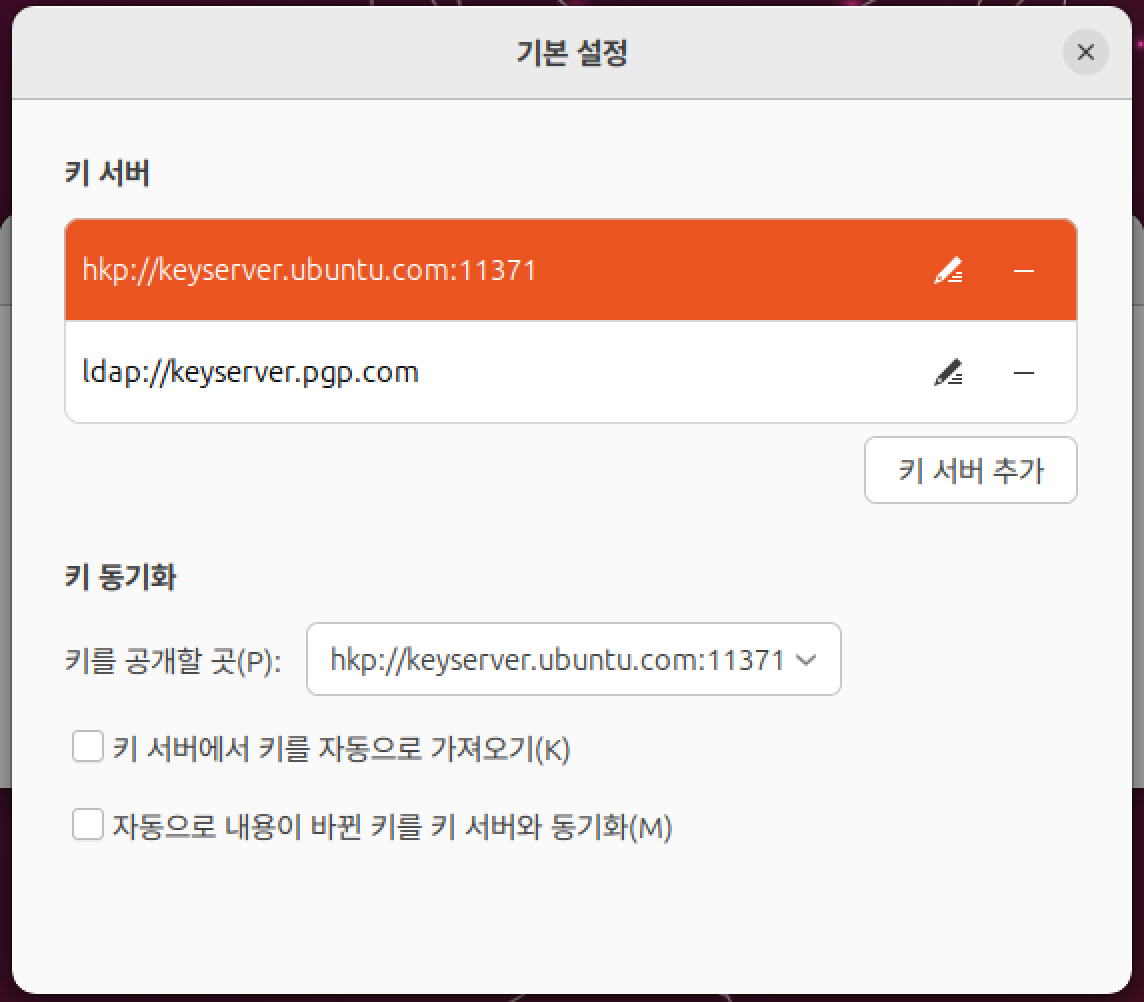 기본 설정
키 서버
hkp://keyserver.ubuntu.com:11371
ldap://keyserver.pgp.com
키 서버 추가
키 동기화
키를 공개할 곳(P): hkp://keyserver.ubuntu.com:11371
키 서버에서 키를 자동으로 가져오기(K)
자동으로 내용이 바뀐 키를 키 서버와 동기화(M)